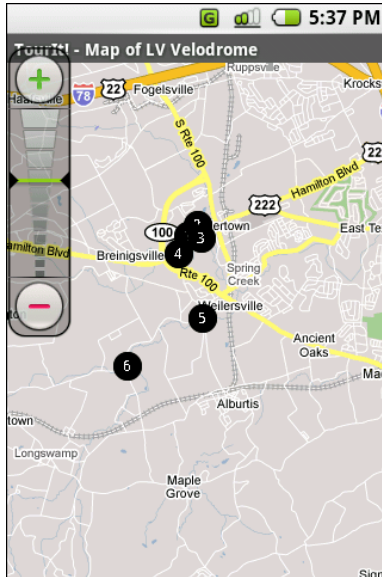 5:37 PM
TourIt! - Map of LV Velodrome
Ruppsville
Krocks
22
78
Fogelsville
S Rte 100
22
Hamilton Blvd
222
100
3
ertown
East Te
amilton Blvd
Breinigsville
4
Rte 100
Spring
Creek
Weilersville
5
Ancient
Oaks
6
Ma
Alburtis
town
Longswamp
Maple
Grove
Sign